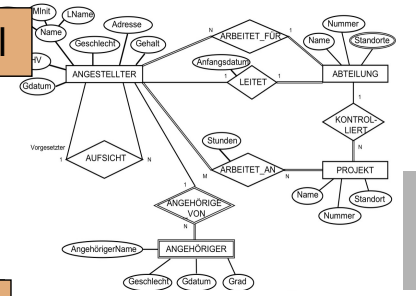 MInit
LName
Name
Adresse
Geschlecht
Gehalt
HV
Gdatum
ANGESTELLTER
N
ARBEITET_FÜR
1
Anfangsdatum
1
LEITET
1
Nummer
Name
Standorte
ABTEILUNG
1
KONTROL-
LIERT
N
Vorgesetzter
1
AUFSICHT
N
Stunden
M
ARBEITET_AN
N
PROJEKT
Name
Nummer
Standort
1
ANGEHÖRIGE
VON
N
AngehörigerName
ANGEHÖRIGER
Geschlecht
Gdatum
Grad